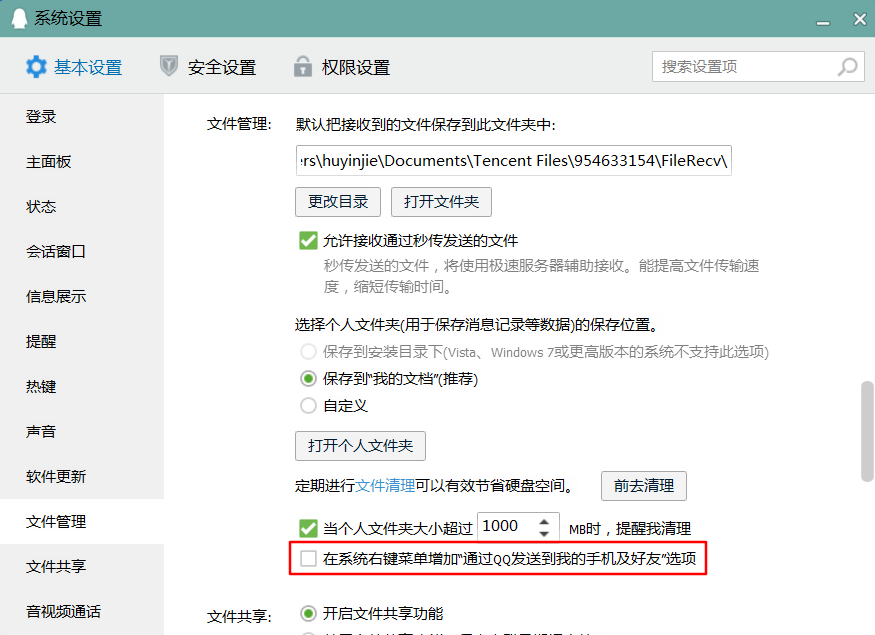 系统设置
基本设置
安全设置
权限设置
搜索设置项
登录
主面板
状态
会话窗口
信息展示
提醒
热键
声音
软件更新
文件管理
文件共享
音视频通话
文件管理:
默认把接收到的文件保存到此文件夹中:
rs\huyinjie\Documents\Tencent Files\954633154\FileRecv\
更改目录
打开文件夹
允许接收通过秒传发送的文件
秒传发送的文件，将使用极速服务器辅助接收。能提高文件传输速
度，缩短传输时间。
选择个人文件夹(用于保存消息记录等数据)的保存位置。
保存到安装目录下(Vista、Windows 7或更高版本的系统不支持此选项)
保存到“我的文档”(推荐)
自定义
打开个人文件夹
定期进行文件清理可以有效节省硬盘空间。
前去清理
当个人文件夹大小超过 1000 MB时，提醒我清理
在系统右键菜单增加“通过QQ发送到我的手机及好友”选项
文件共享:
开启文件共享功能